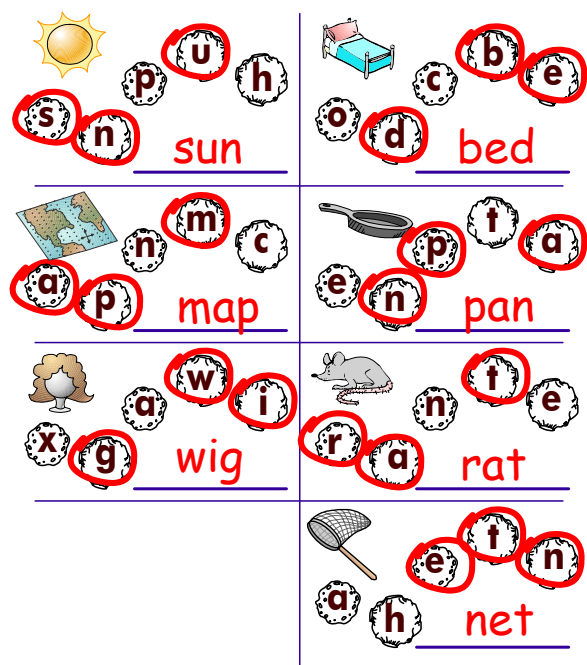 s n p u h
sun
o d c b e
bed
a p n m c
map
e n p t a
pan
x g a w i
wig
r a n t e
rat
a h e t n
net